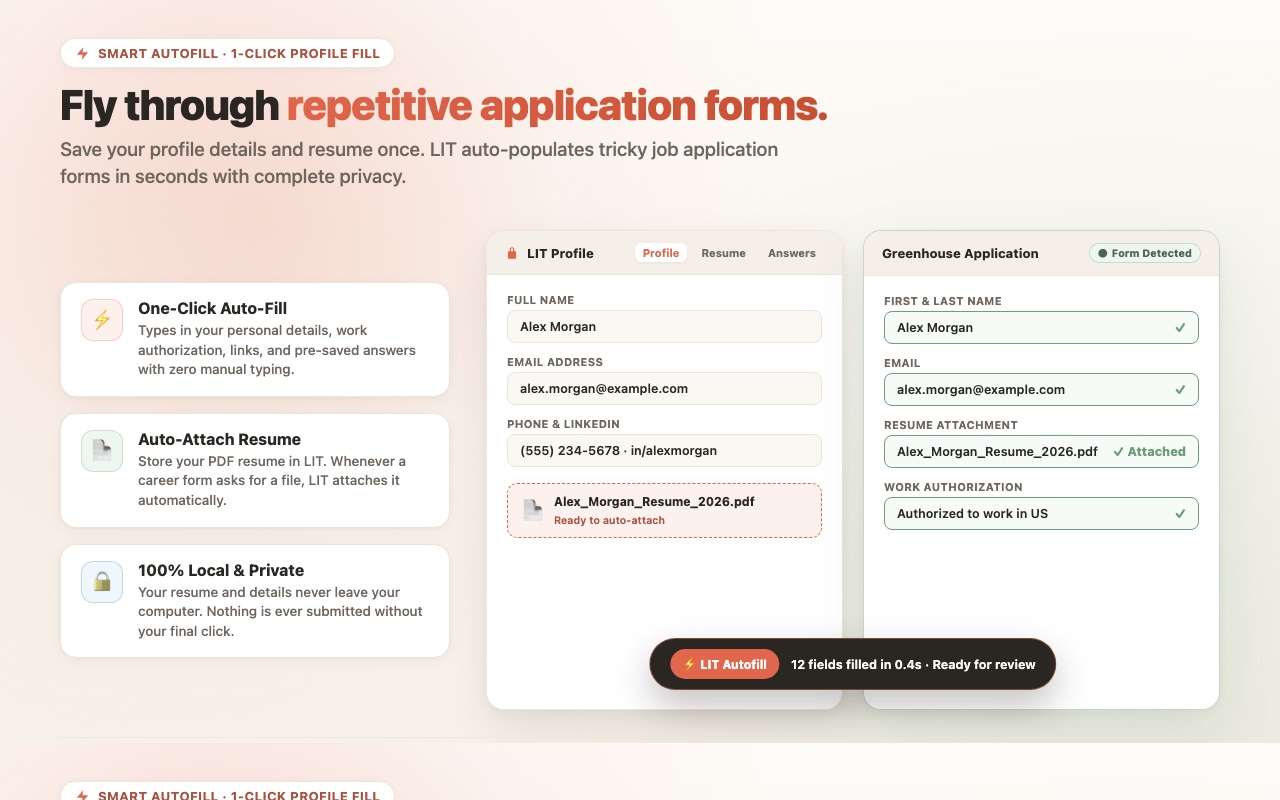 SMART AUTOFILL · 1-CLICK PROFILE FILL
Fly through repetitive application forms.
Save your profile details and resume once. LIT auto-populates tricky job application
forms in seconds with complete privacy.
One-Click Auto-Fill
Types in your personal details, work
authorization, links, and pre-saved answers
with zero manual typing.
Auto-Attach Resume
Store your PDF resume in LIT. Whenever a
career form asks for a file, LIT attaches it
automatically.
100% Local & Private
Your resume and details never leave your
computer. Nothing is ever submitted without
your final click.
LIT Profile
Profile
Resume
Answers
FULL NAME
Alex Morgan
EMAIL ADDRESS
alex.morgan@example.com
PHONE & LINKEDIN
(555) 234-5678 · in/alexmorgan
Alex_Morgan_Resume_2026.pdf
Ready to auto-attach
Greenhouse Application
Form Detected
FIRST & LAST NAME
Alex Morgan ✓
EMAIL
alex.morgan@example.com ✓
RESUME ATTACHMENT
Alex_Morgan_Resume_2026.pdf ✓ Attached
WORK AUTHORIZATION
Authorized to work in US ✓
⚡ LIT Autofill
12 fields filled in 0.4s · Ready for review
SMART AUTOFILL · 1-CLICK PROFILE FILL